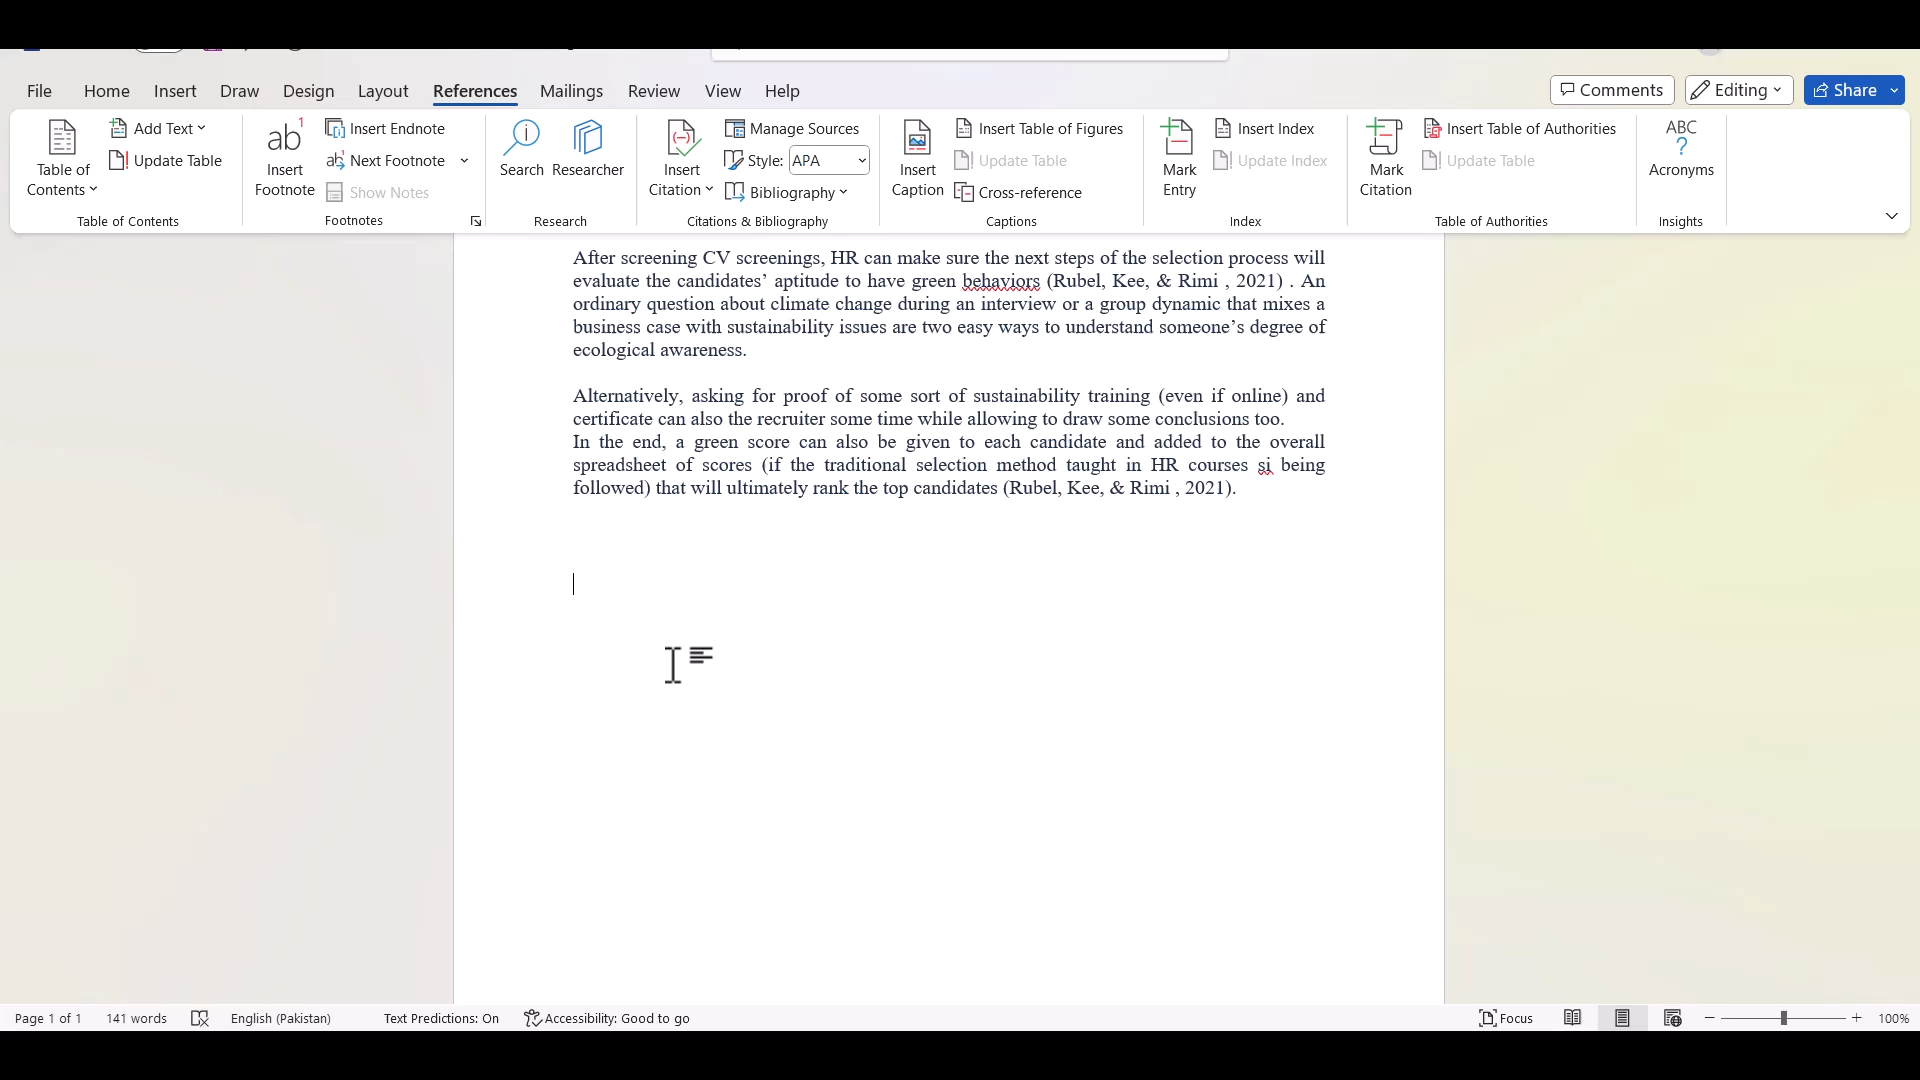 File Home Insert Draw Design Layout References Mailings Review View Help Comments Editing Share
Table of Contents
Add Text
Update Table
Table of Contents
ab1
Insert Footnote
Insert Endnote
Next Footnote
Show Notes
Footnotes
Search
Researcher
Research
Insert Citation
Manage Sources
Style: APA
Bibliography
Citations & Bibliography
Insert Caption
Insert Table of Figures
Update Table
Cross-reference
Captions
Mark Entry
Insert Index
Update Index
Index
Mark Citation
Insert Table of Authorities
Update Table
Table of Authorities
ABC
?
Acronyms
Insights
After screening CV screenings, HR can make sure the next steps of the selection process will
evaluate the candidates’ aptitude to have green behaviors (Rubel, Kee, & Rimi , 2021) . An
ordinary question about climate change during an interview or a group dynamic that mixes a
business case with sustainability issues are two easy ways to understand someone’s degree of
ecological awareness.
Alternatively, asking for proof of some sort of sustainability training (even if online) and
certificate can also the recruiter some time while allowing to draw some conclusions too.
In the end, a green score can also be given to each candidate and added to the overall
spreadsheet of scores (if the traditional selection method taught in HR courses si being
followed) that will ultimately rank the top candidates (Rubel, Kee, & Rimi , 2021).
Page 1 of 1 141 words English (Pakistan) Text Predictions: On Accessibility: Good to go Focus 100%